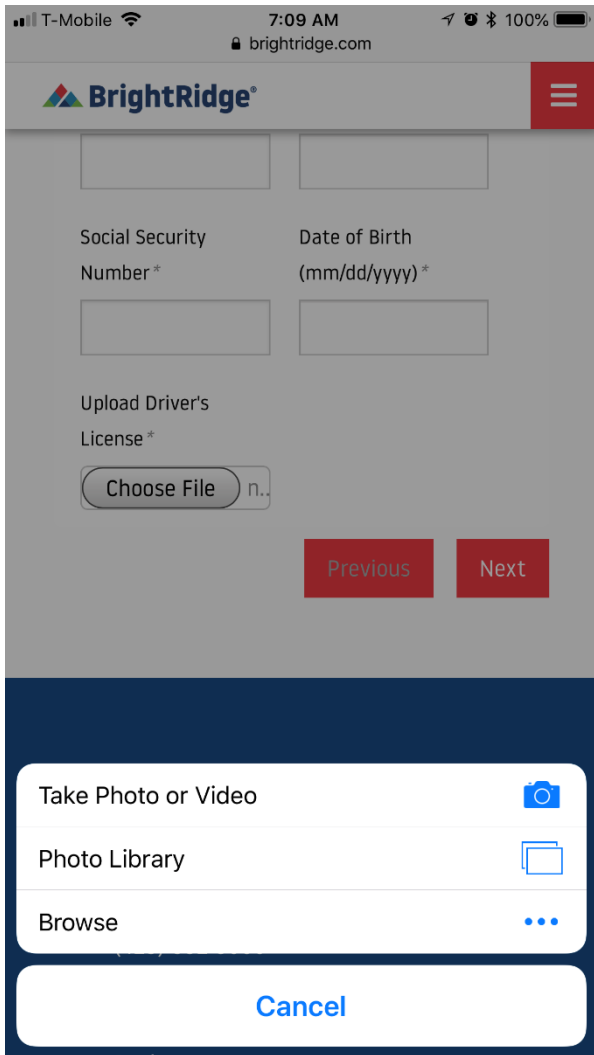 T-Mobile 7:09 AM 100%
brightridge.com
BrightRidge®
Social Security
Number*
Date of Birth
(mm/dd/yyyy)*
Upload Driver's
License*
Choose File n..
Previous Next
Take Photo or Video
Photo Library
Browse
Cancel